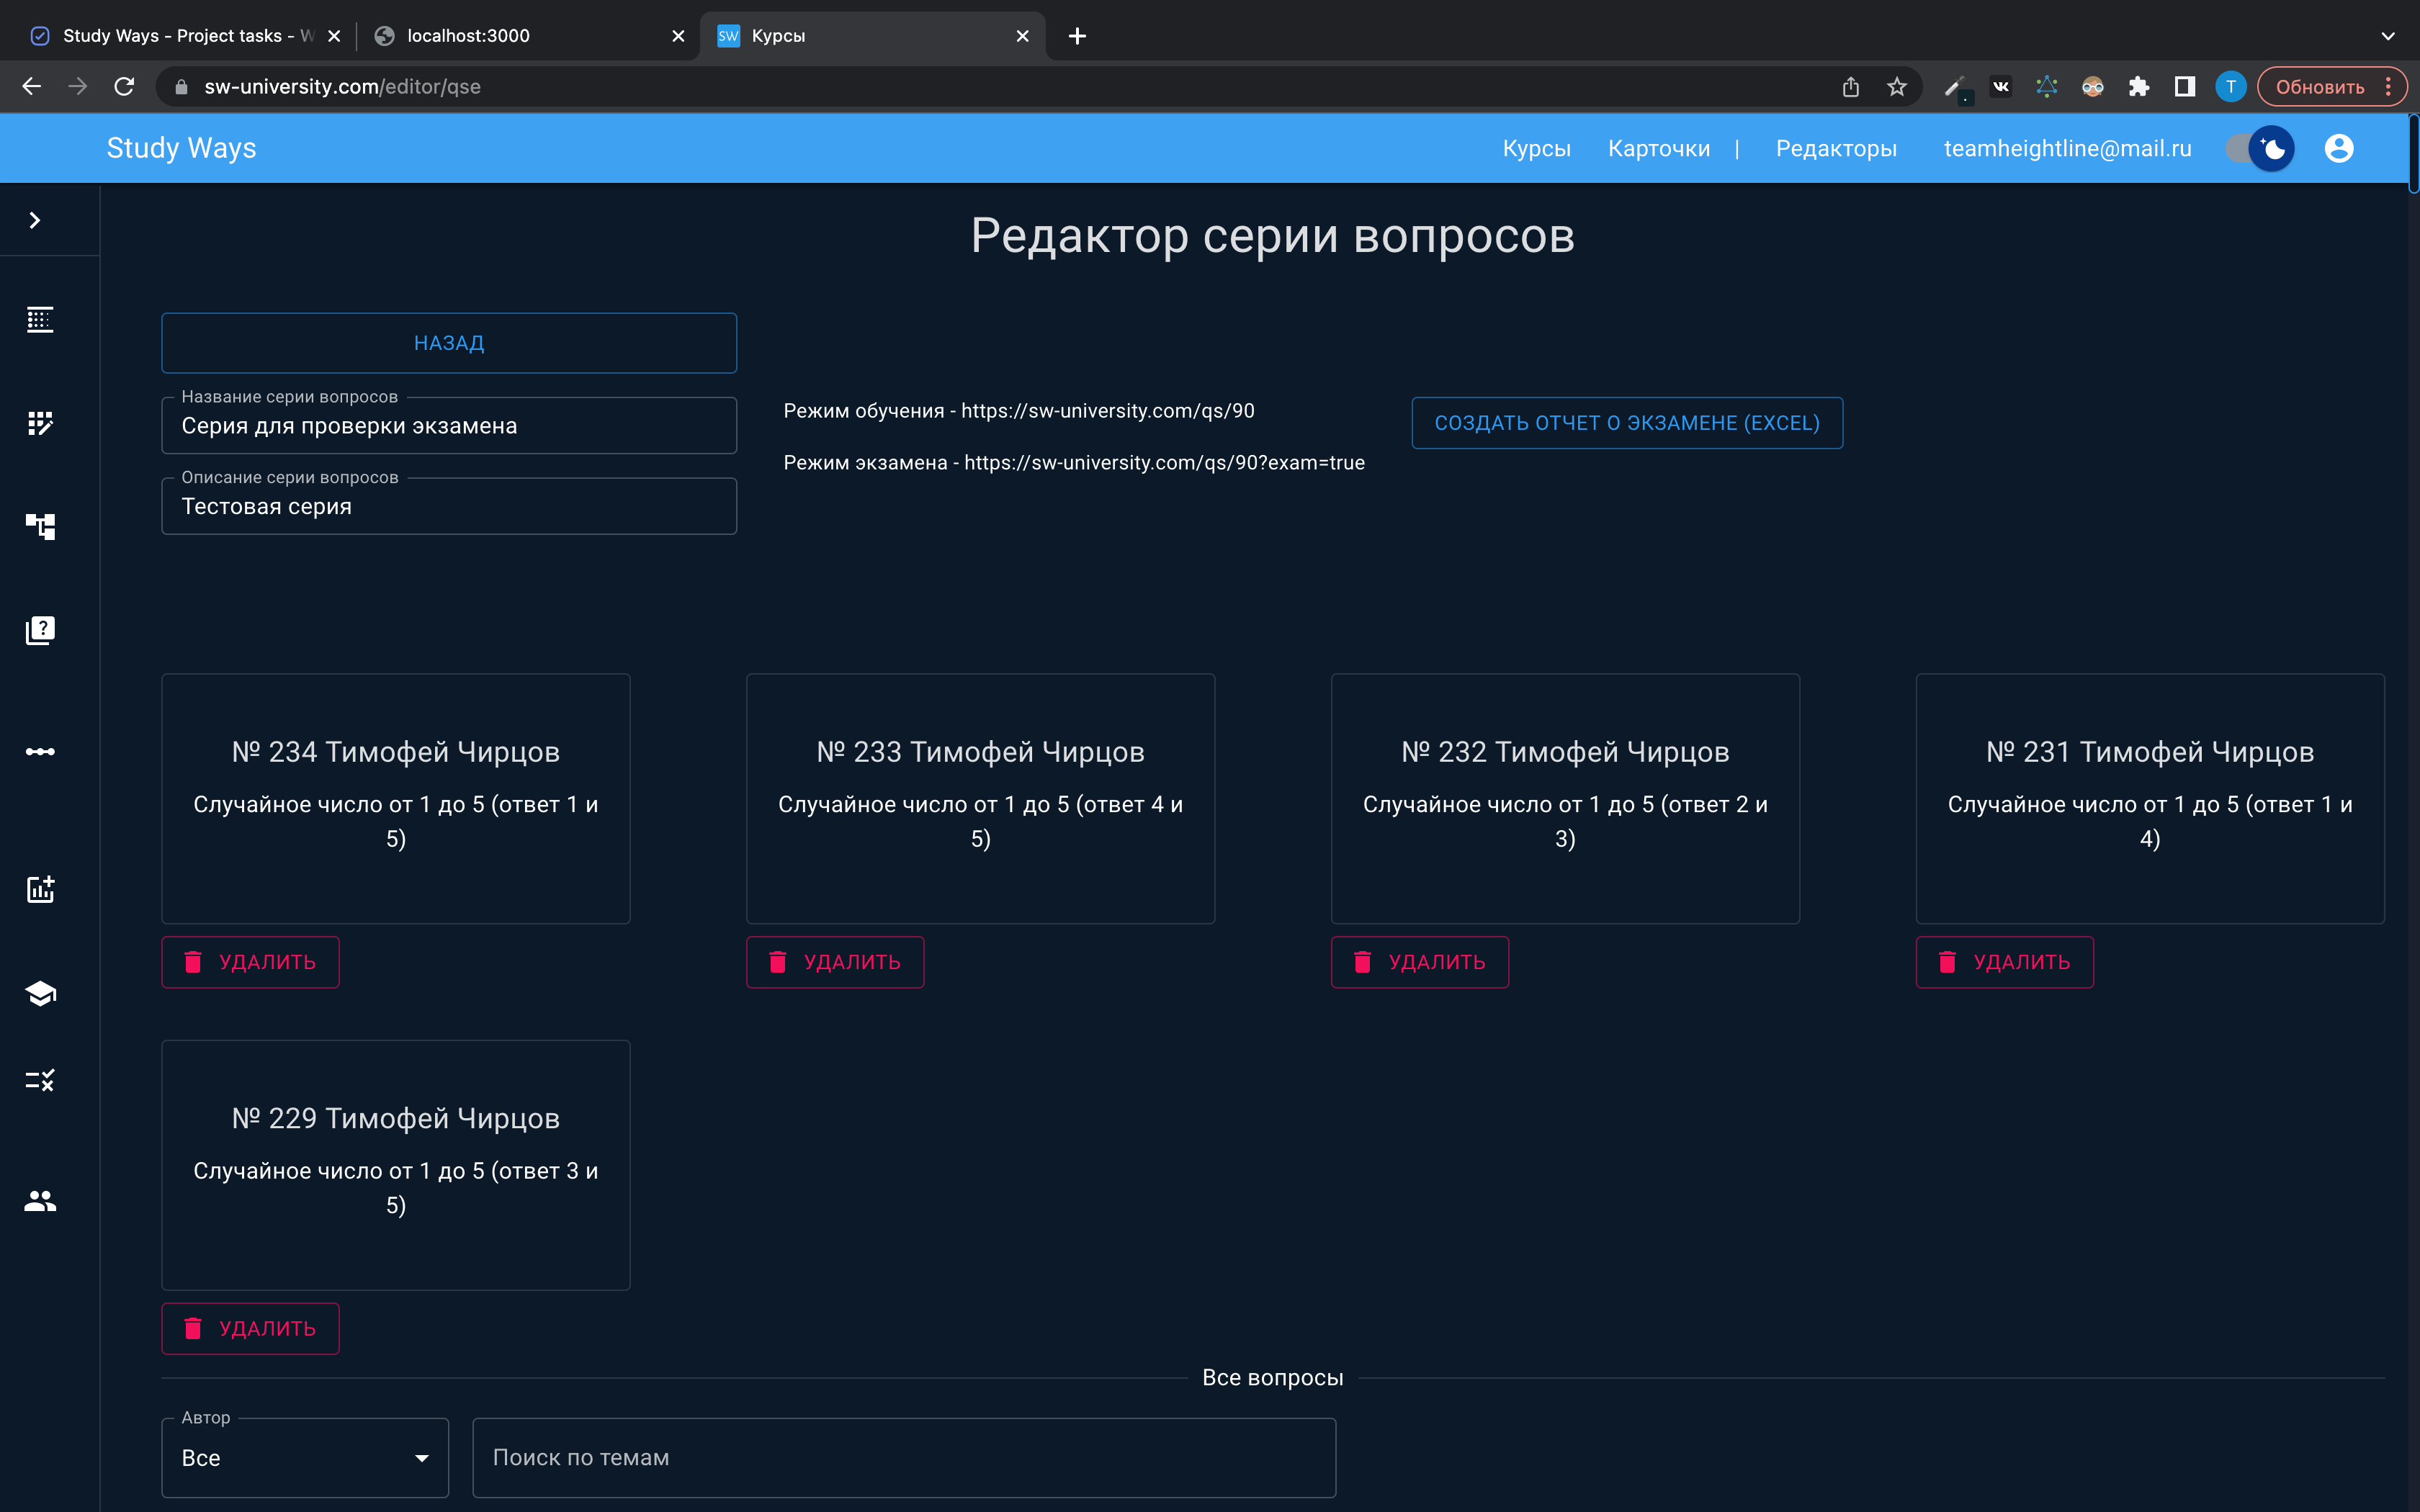 Study Ways - Project tasks - W
localhost:3000
SW Курсы
sw-university.com/editor/qse
T
Обновить
Study Ways
Курсы
Карточки
|
Редакторы
teamheightline@mail.ru
Редактор серии вопросов
НАЗАД
Название серии вопросов
Серия для проверки экзамена
Описание серии вопросов
Тестовая серия
Режим обучения - https://sw-university.com/qs/90
Режим экзамена - https://sw-university.com/qs/90?exam=true
СОЗДАТЬ ОТЧЕТ О ЭКЗАМЕНЕ (EXCEL)
№ 234 Тимофей Чирцов
Случайное число от 1 до 5 (ответ 1 и
5)
УДАЛИТЬ
№ 233 Тимофей Чирцов
Случайное число от 1 до 5 (ответ 4 и
5)
УДАЛИТЬ
№ 232 Тимофей Чирцов
Случайное число от 1 до 5 (ответ 2 и
3)
УДАЛИТЬ
№ 231 Тимофей Чирцов
Случайное число от 1 до 5 (ответ 1 и
4)
УДАЛИТЬ
№ 229 Тимофей Чирцов
Случайное число от 1 до 5 (ответ 3 и
5)
УДАЛИТЬ
Все вопросы
Автор
Все
Поиск по темам